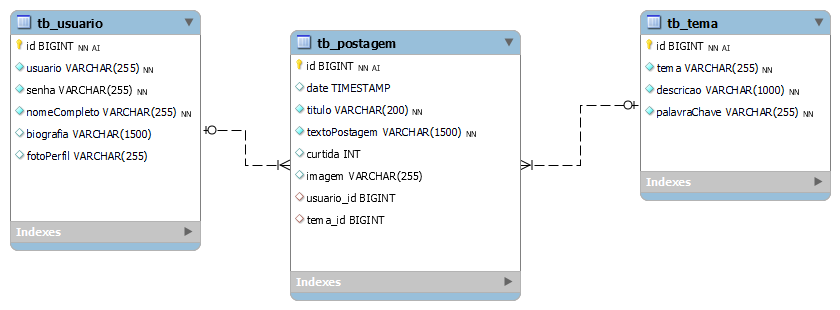 tb_usuario
id BIGINT NN AI
usuario VARCHAR(255) NN
senha VARCHAR(255) NN
nomeCompleto VARCHAR(255) NN
biografia VARCHAR(1500)
fotoPerfil VARCHAR(255)
Indexes
tb_postagem
id BIGINT NN AI
date TIMESTAMP
titulo VARCHAR(200) NN
textoPostagem VARCHAR(1500) NN
curtida INT
imagem VARCHAR(255)
usuario_id BIGINT
tema_id BIGINT
Indexes
tb_tema
id BIGINT NN AI
tema VARCHAR(255) NN
descricao VARCHAR(1000) NN
palavraChave VARCHAR(255) NN
Indexes